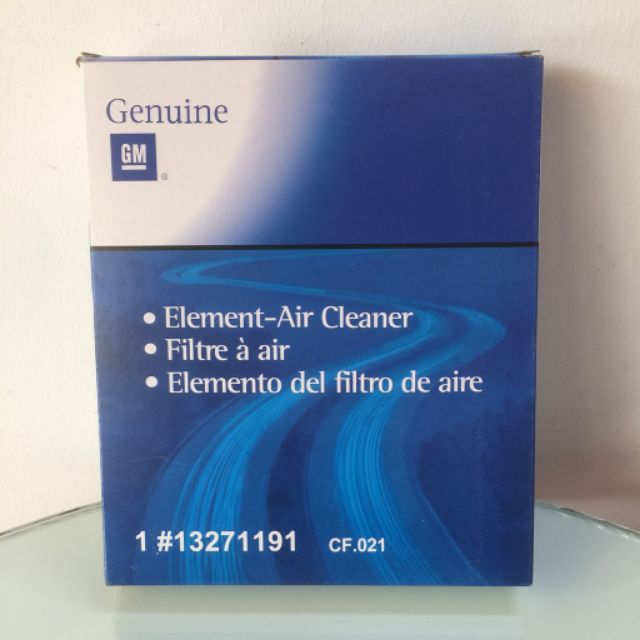 Genuine
GM
®
• Element-Air Cleaner
• Filtre à air
• Elemento del filtro de aire
1 #13271191 CF.021